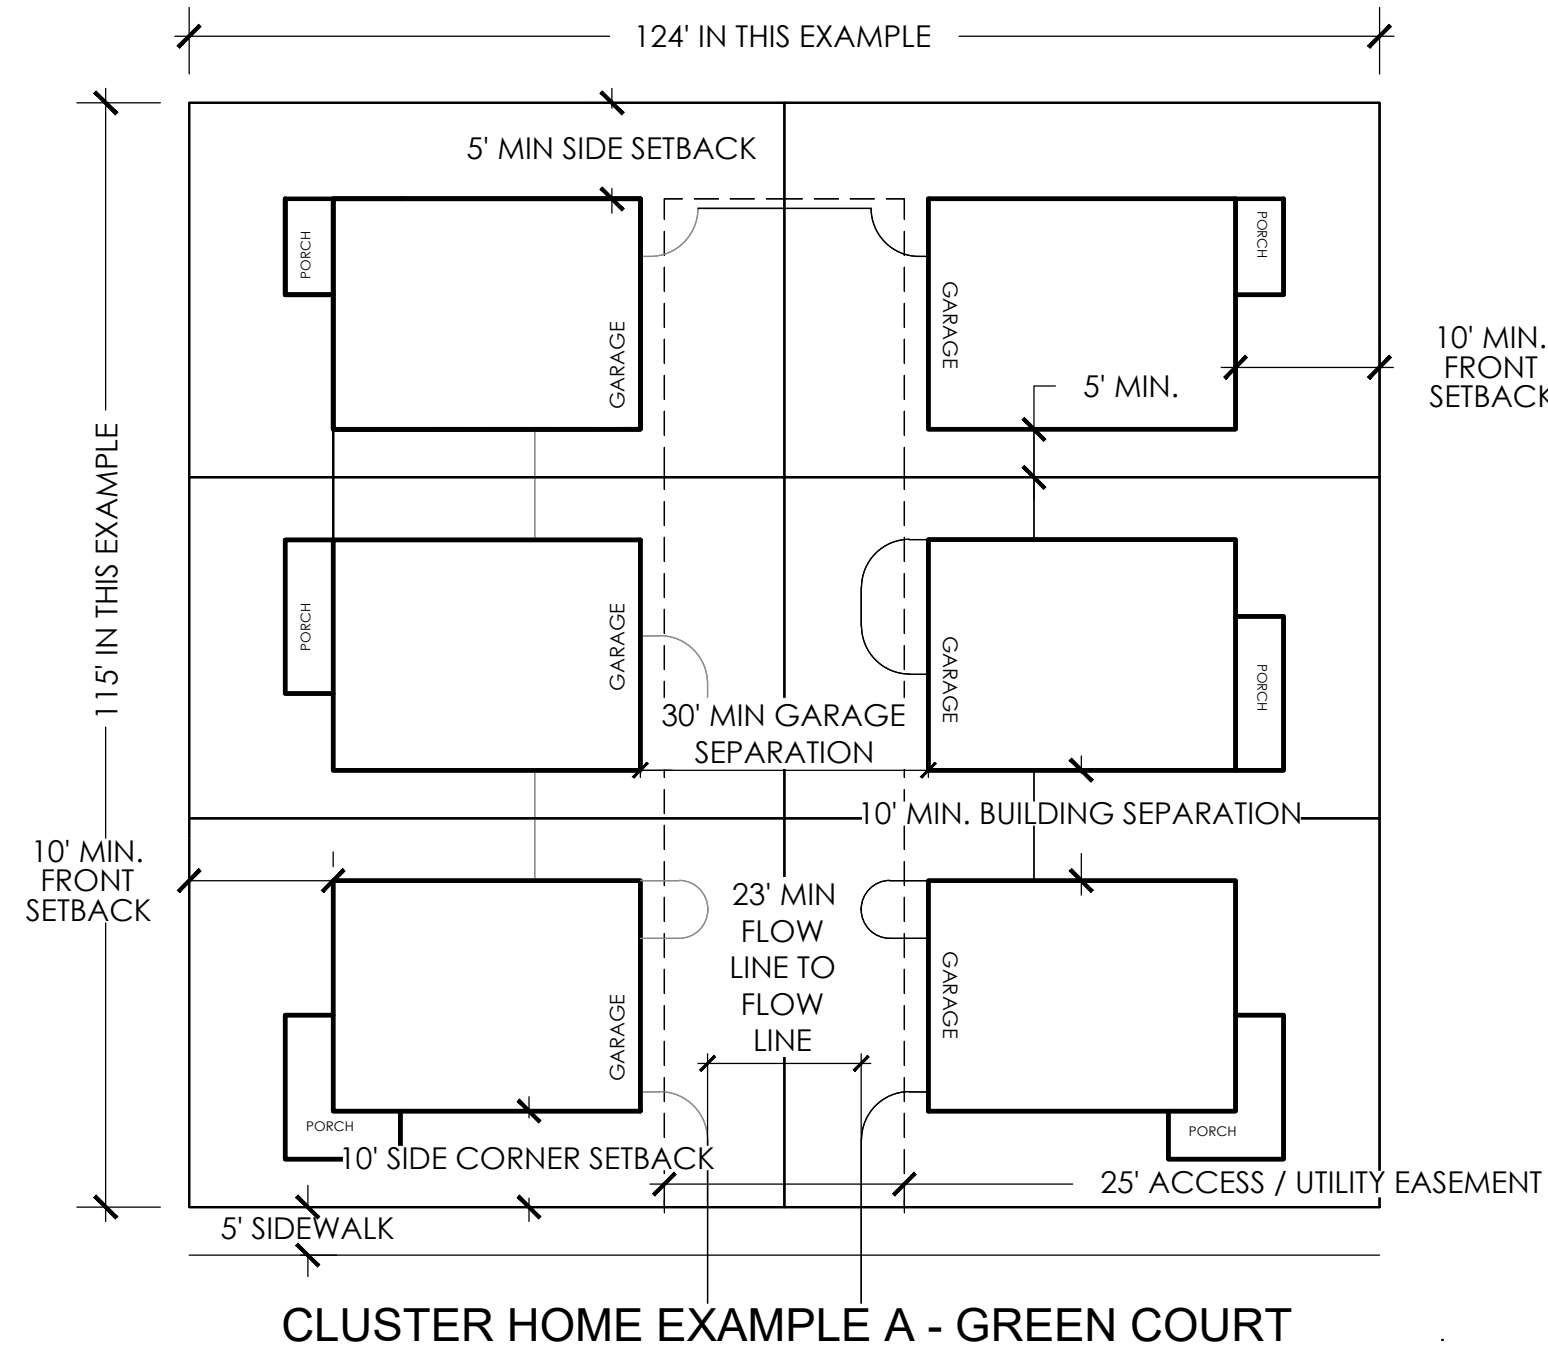 124' IN THIS EXAMPLE
5' MIN SIDE SETBACK
PORCH
GARAGE
GARAGE
PORCH
10' MIN.
FRONT
SETBACK
5' MIN.
115' IN THIS EXAMPLE
PORCH
GARAGE
GARAGE
PORCH
30' MIN GARAGE
SEPARATION
10' MIN. BUILDING SEPARATION
10' MIN.
FRONT
SETBACK
23' MIN
FLOW
LINE TO
FLOW
LINE
GARAGE
GARAGE
PORCH
PORCH
10' SIDE CORNER SETBACK
25' ACCESS / UTILITY EASEMENT
5' SIDEWALK
CLUSTER HOME EXAMPLE A - GREEN COURT